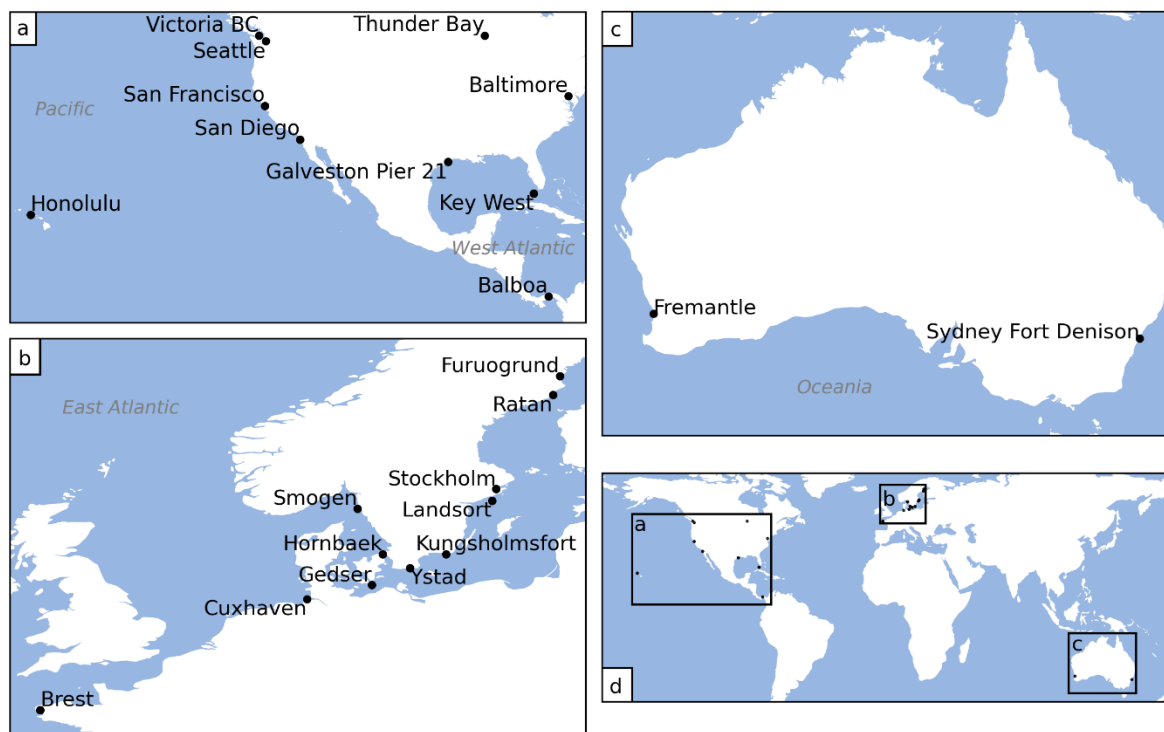 a
Victoria BC
Thunder Bay
Seattle
Baltimore
San Francisco
Pacific
San Diego
Galveston Pier 21
Key West
Honolulu
West Atlantic
Balboa
b
Furuogrund
East Atlantic
Ratan
Stockholm
Smogen
Landsort
Hornbaek
Kungsholmsfort
Gedser
Ystad
Cuxhaven
Brest
c
Fremantle
Sydney Fort Denison
Oceania
b
a
c
d